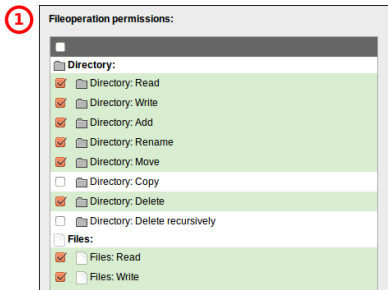 1
Fileoperation permissions:
Directory:
Directory: Read
Directory: Write
Directory: Add
Directory: Rename
Directory: Move
Directory: Copy
Directory: Delete
Directory: Delete recursively
Files:
Files: Read
Files: Write